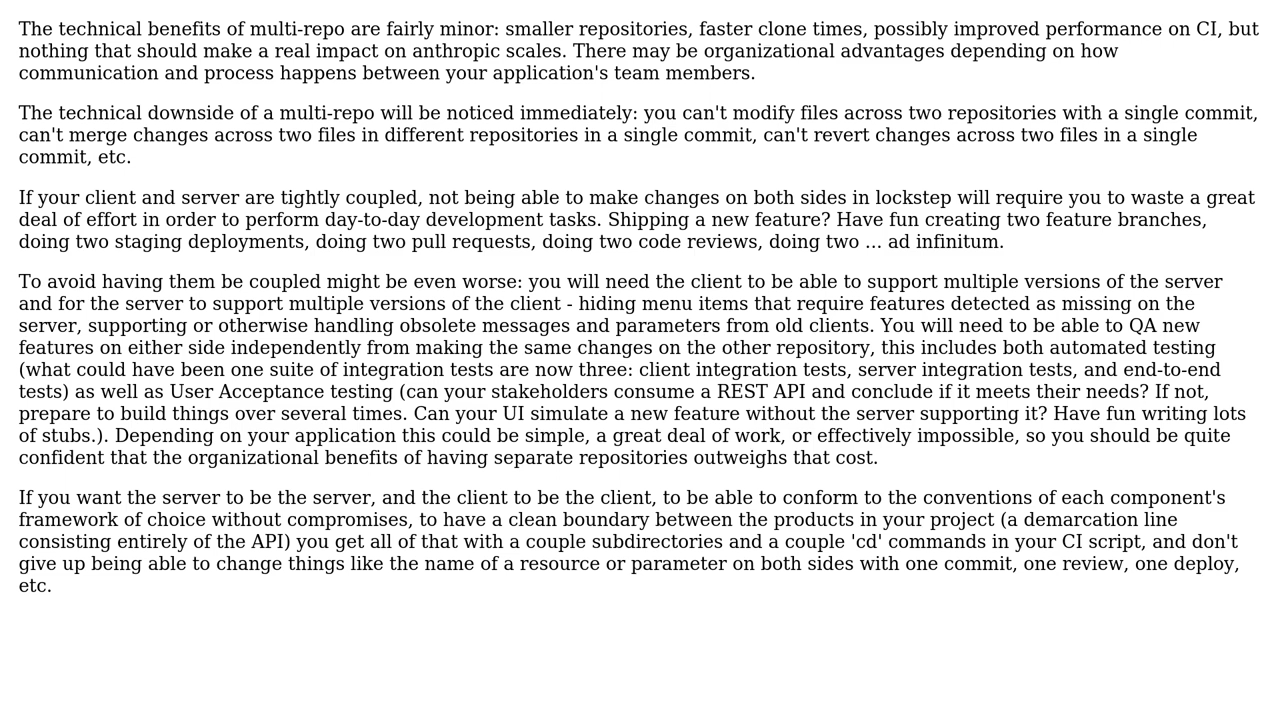 The technical benefits of multi-repo are fairly minor: smaller repositories, faster clone times, possibly improved performance on CI, but
nothing that should make a real impact on anthropic scales. There may be organizational advantages depending on how
communication and process happens between your application's team members.
The technical downside of a multi-repo will be noticed immediately: you can't modify files across two repositories with a single commit,
can't merge changes across two files in different repositories in a single commit, can't revert changes across two files in a single
commit, etc.
If your client and server are tightly coupled, not being able to make changes on both sides in lockstep will require you to waste a great
deal of effort in order to perform day-to-day development tasks. Shipping a new feature? Have fun creating two feature branches,
doing two staging deployments, doing two pull requests, doing two code reviews, doing two ... ad infinitum.
To avoid having them be coupled might be even worse: you will need the client to be able to support multiple versions of the server
and for the server to support multiple versions of the client - hiding menu items that require features detected as missing on the
server, supporting or otherwise handling obsolete messages and parameters from old clients. You will need to be able to QA new
features on either side independently from making the same changes on the other repository, this includes both automated testing
(what could have been one suite of integration tests are now three: client integration tests, server integration tests, and end-to-end
tests) as well as User Acceptance testing (can your stakeholders consume a REST API and conclude if it meets their needs? If not,
prepare to build things over several times. Can your UI simulate a new feature without the server supporting it? Have fun writing lots
of stubs.). Depending on your application this could be simple, a great deal of work, or effectively impossible, so you should be quite
confident that the organizational benefits of having separate repositories outweighs that cost.
If you want the server to be the server, and the client to be the client, to be able to conform to the conventions of each component's
framework of choice without compromises, to have a clean boundary between the products in your project (a demarcation line
consisting entirely of the API) you get all of that with a couple subdirectories and a couple 'cd' commands in your CI script, and don't
give up being able to change things like the name of a resource or parameter on both sides with one commit, one review, one deploy,
etc.